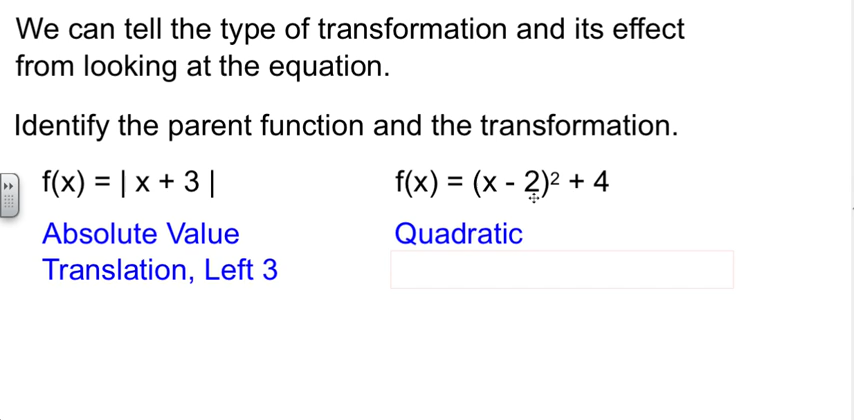 We can tell the type of transformation and its effect
from looking at the equation.
Identify the parent function and the transformation.
f(x) = | x + 3 |
Absolute Value
Translation, Left 3
f(x) = (x - 2)² + 4
Quadratic